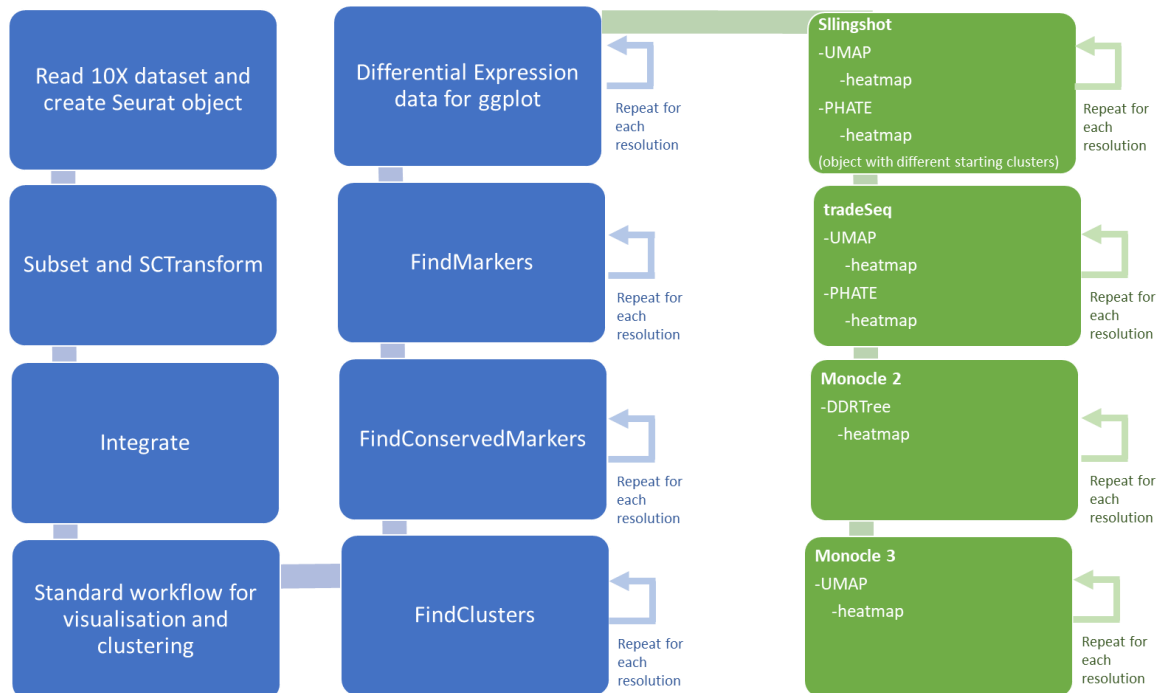 Read 10X dataset and
create Seurat object
Subset and SCTransform
Integrate
Standard workflow for
visualisation and
clustering
Differential Expression
data for ggplot
Repeat for
each
resolution
FindMarkers
Repeat for
each
resolution
FindConservedMarkers
Repeat for
each
resolution
FindClusters
Repeat for
each
resolution
Sllingshot
-UMAP
-heatmap
-PHATE
-heatmap
(object with different starting clusters)
Repeat for
each
resolution
tradeSeq
-UMAP
-heatmap
-PHATE
-heatmap
Repeat for
each
resolution
Monocle 2
-DDRTree
-heatmap
Repeat for
each
resolution
Monocle 3
-UMAP
-heatmap
Repeat for
each
resolution